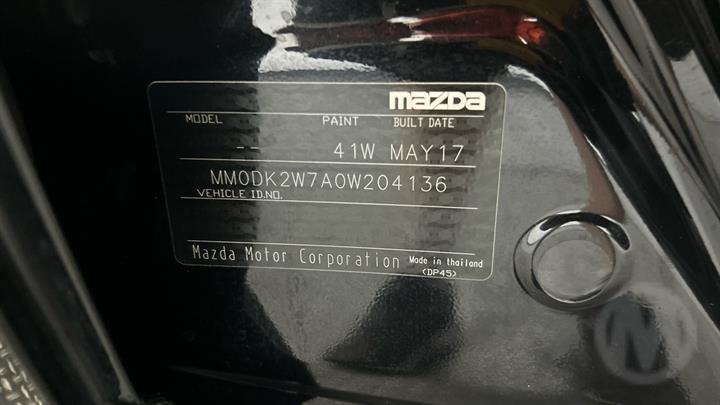 mazda
MODEL PAINT BUILT DATE
-- 41W MAY17
MM0DK2W7A0W204136
VEHICLE ID.NO.
Mazda Motor Corporation Made in thailand
(DP45)
M